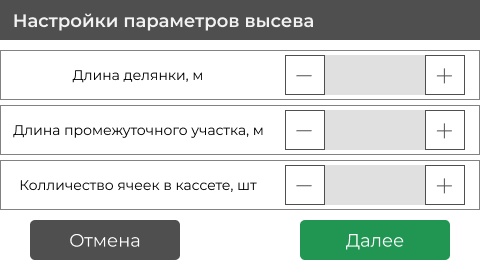 Настройки параметров высева
Длина делянки, м
Длина промежуточного участка, м
Колличество ячеек в кассете, шт
Отмена
Далее